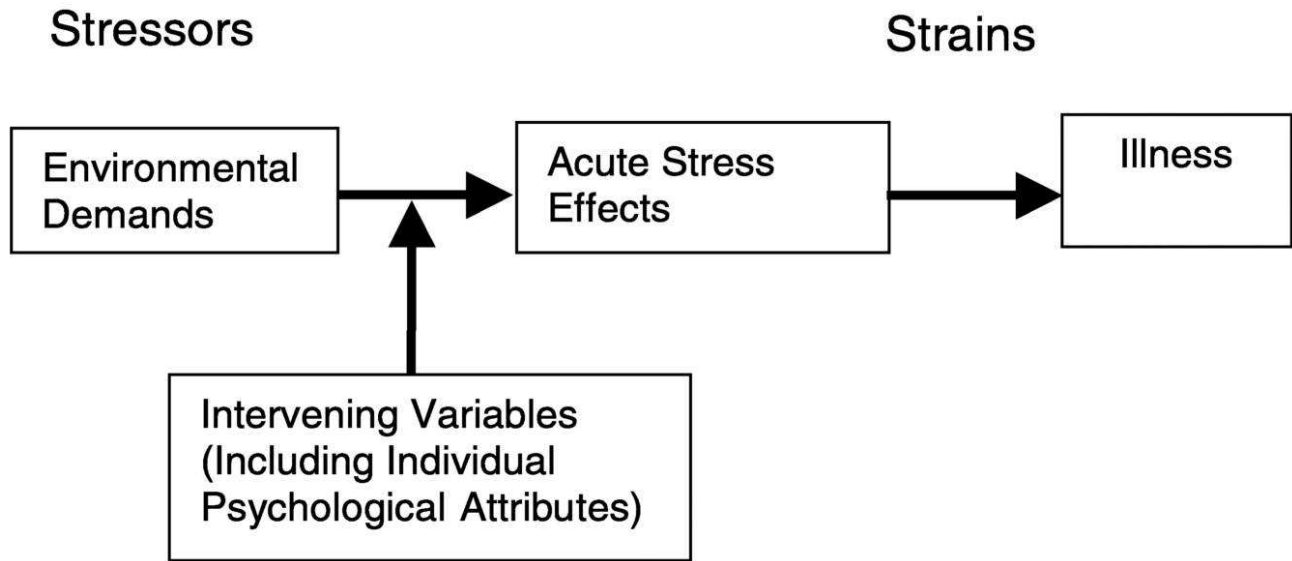 Stressors
Strains
Environmental
Demands
Acute Stress
Effects
Illness
Intervening Variables
(Including Individual
Psychological Attributes)